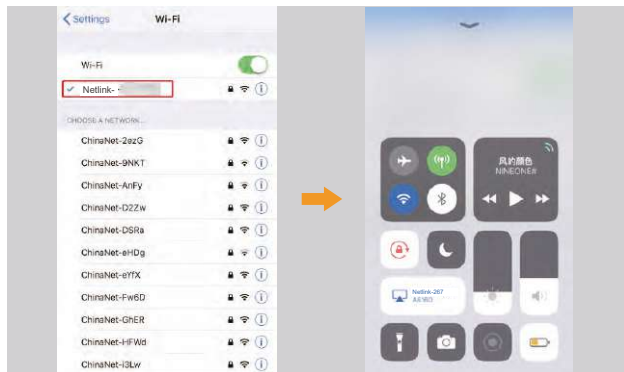 Settings
Wi-Fi
Wi-Fi
Netlink-
CHOOSE A NETWORK...
ChinaNet-2ezG
ChinaNet-9NKT
ChinaNet-AnFy
ChinaNet-D2Zw
ChinaNet-DSRa
ChinaNet-eHDg
ChinaNet-eYfX
ChinaNet-Fw6D
ChinaNet-GhER
ChinaNet-HFWd
ChinaNet-i3Lw
风的颜色
NINEONE#
Netlink-267